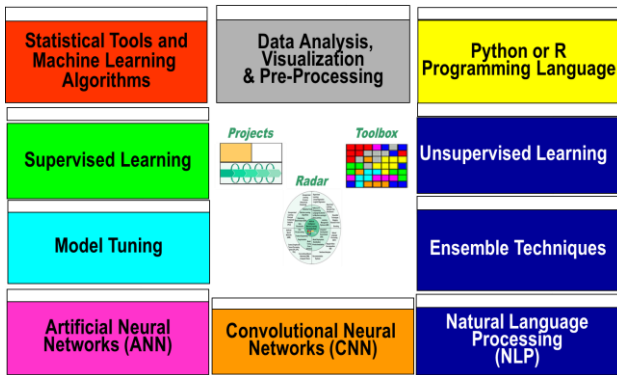 Statistical Tools and
Machine Learning
Algorithms
Data Analysis,
Visualization
& Pre-Processing
Python or R
Programming Language
Supervised Learning
Projects
Toolbox
Unsupervised Learning
Radar
Model Tuning
Ensemble Techniques
Artificial Neural
Networks (ANN)
Convolutional Neural
Networks (CNN)
Natural Language
Processing
(NLP)